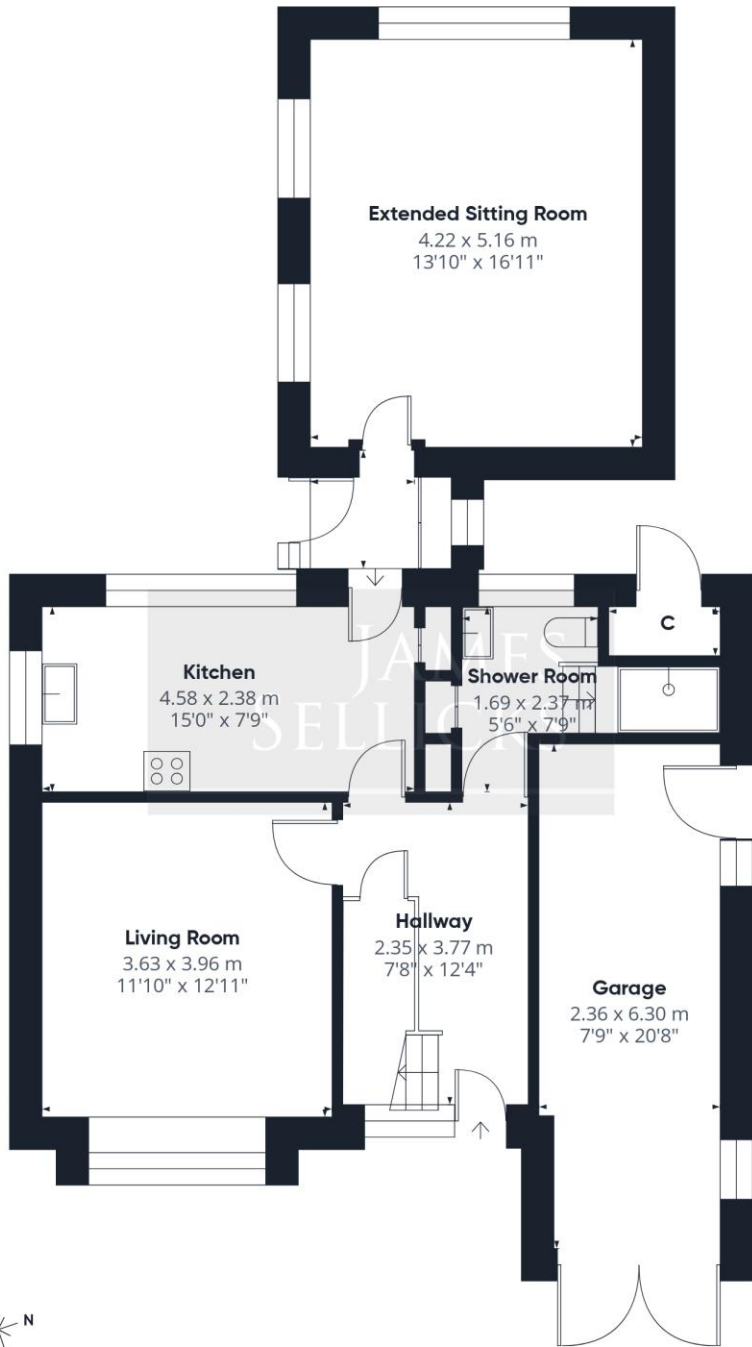 Extended Sitting Room
4.22 x 5.16 m
13'10" x 16'11"
C
JAMES
SELLICKS
Kitchen
4.58 x 2.38 m
15'0" x 7'9"
Shower Room
1.69 x 2.37 m
5'6" x 7'9"
Living Room
3.63 x 3.96 m
11'10" x 12'11"
Hallway
2.35 x 3.77 m
7'8" x 12'4"
Garage
2.36 x 6.30 m
7'9" x 20'8"
N